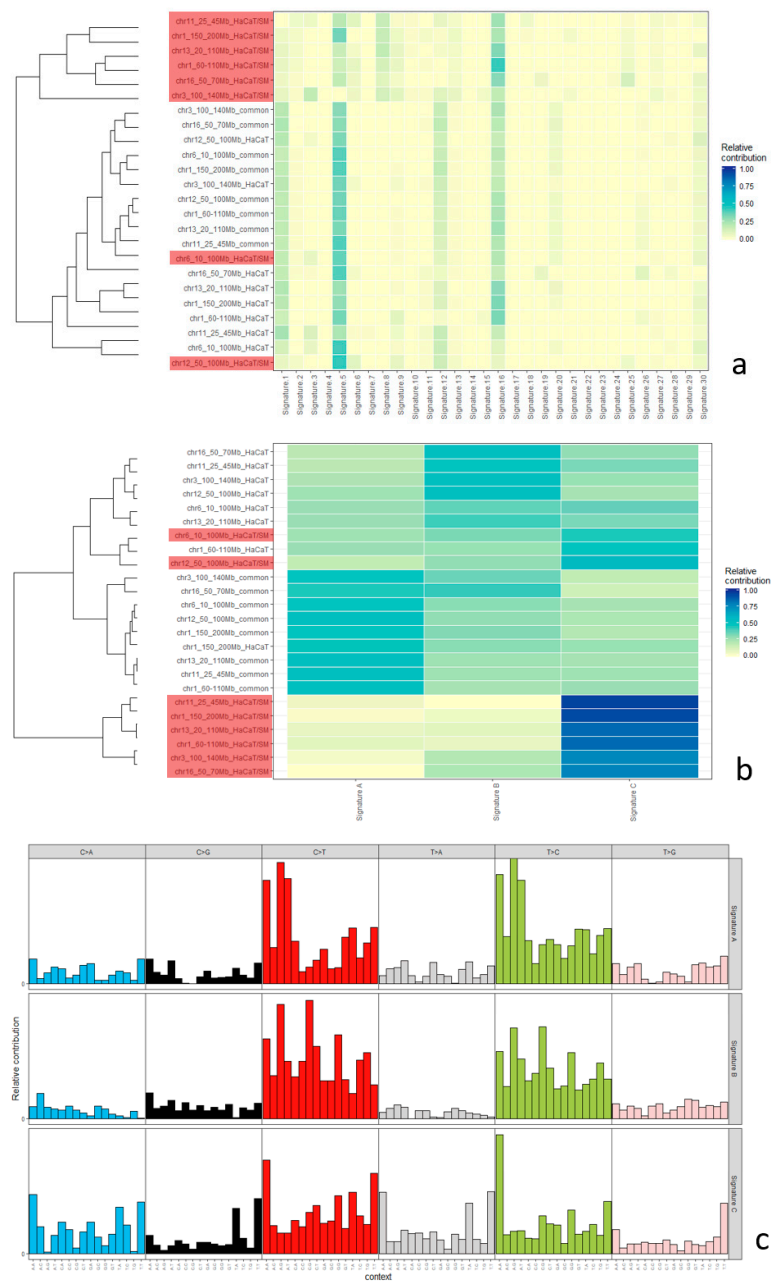 chr11_25_45Mb_HaCaT/SM
chr1_150_200Mb_HaCaT/SM
chr13_20_110Mb_HaCaT/SM
chr1_60-110Mb_HaCaT/SM
chr16_50_70Mb_HaCaT/SM
chr3_100_140Mb_HaCaT/SM
chr3_100_140Mb_common
chr16_50_70Mb_common
chr12_50_100Mb_HaCaT
chr6_10_100Mb_common
chr1_150_200Mb_common
chr3_100_140Mb_HaCaT
chr12_50_100Mb_common
chr1_60-110Mb_common
chr13_20_110Mb_common
chr11_25_45Mb_common
chr6_10_100Mb_HaCaT/SM
chr16_50_70Mb_HaCaT
chr13_20_110Mb_HaCaT
chr1_150_200Mb_HaCaT
chr1_60-110Mb_HaCaT
chr11_25_45Mb_HaCaT
chr6_10_100Mb_HaCaT
chr12_50_100Mb_HaCaT/SM
Relative
contribution
1.00
0.75
0.50
0.25
0.00
Signature.1
Signature.2
Signature.3
Signature.4
Signature.5
Signature.6
Signature.7
Signature.8
Signature.9
Signature.10
Signature.11
Signature.12
Signature.13
Signature.14
Signature.15
Signature.16
Signature.17
Signature.18
Signature.19
Signature.20
Signature.21
Signature.22
Signature.23
Signature.24
Signature.25
Signature.26
Signature.27
Signature.28
Signature.29
Signature.30
a
chr16_50_70Mb_HaCaT
chr11_25_45Mb_HaCaT
chr3_100_140Mb_HaCaT
chr12_50_100Mb_HaCaT
chr6_10_100Mb_HaCaT
chr13_20_110Mb_HaCaT
chr6_10_100Mb_HaCaT/SM
chr1_60-110Mb_HaCaT
chr12_50_100Mb_HaCaT/SM
chr3_100_140Mb_common
chr16_50_70Mb_common
chr6_10_100Mb_common
chr12_50_100Mb_common
chr1_150_200Mb_common
chr1_150_200Mb_HaCaT
chr13_20_110Mb_common
chr11_25_45Mb_common
chr1_60-110Mb_common
chr11_25_45Mb_HaCaT/SM
chr1_150_200Mb_HaCaT/SM
chr13_20_110Mb_HaCaT/SM
chr1_60-110Mb_HaCaT/SM
chr3_100_140Mb_HaCaT/SM
chr16_50_70Mb_HaCaT/SM
Relative
contribution
1.00
0.75
0.50
0.25
0.00
Signature A
Signature B
Signature C
b
C>A C>G C>T T>A T>C T>G
Relative contribution
0
0
0
Signature A
Signature B
Signature C
context
c